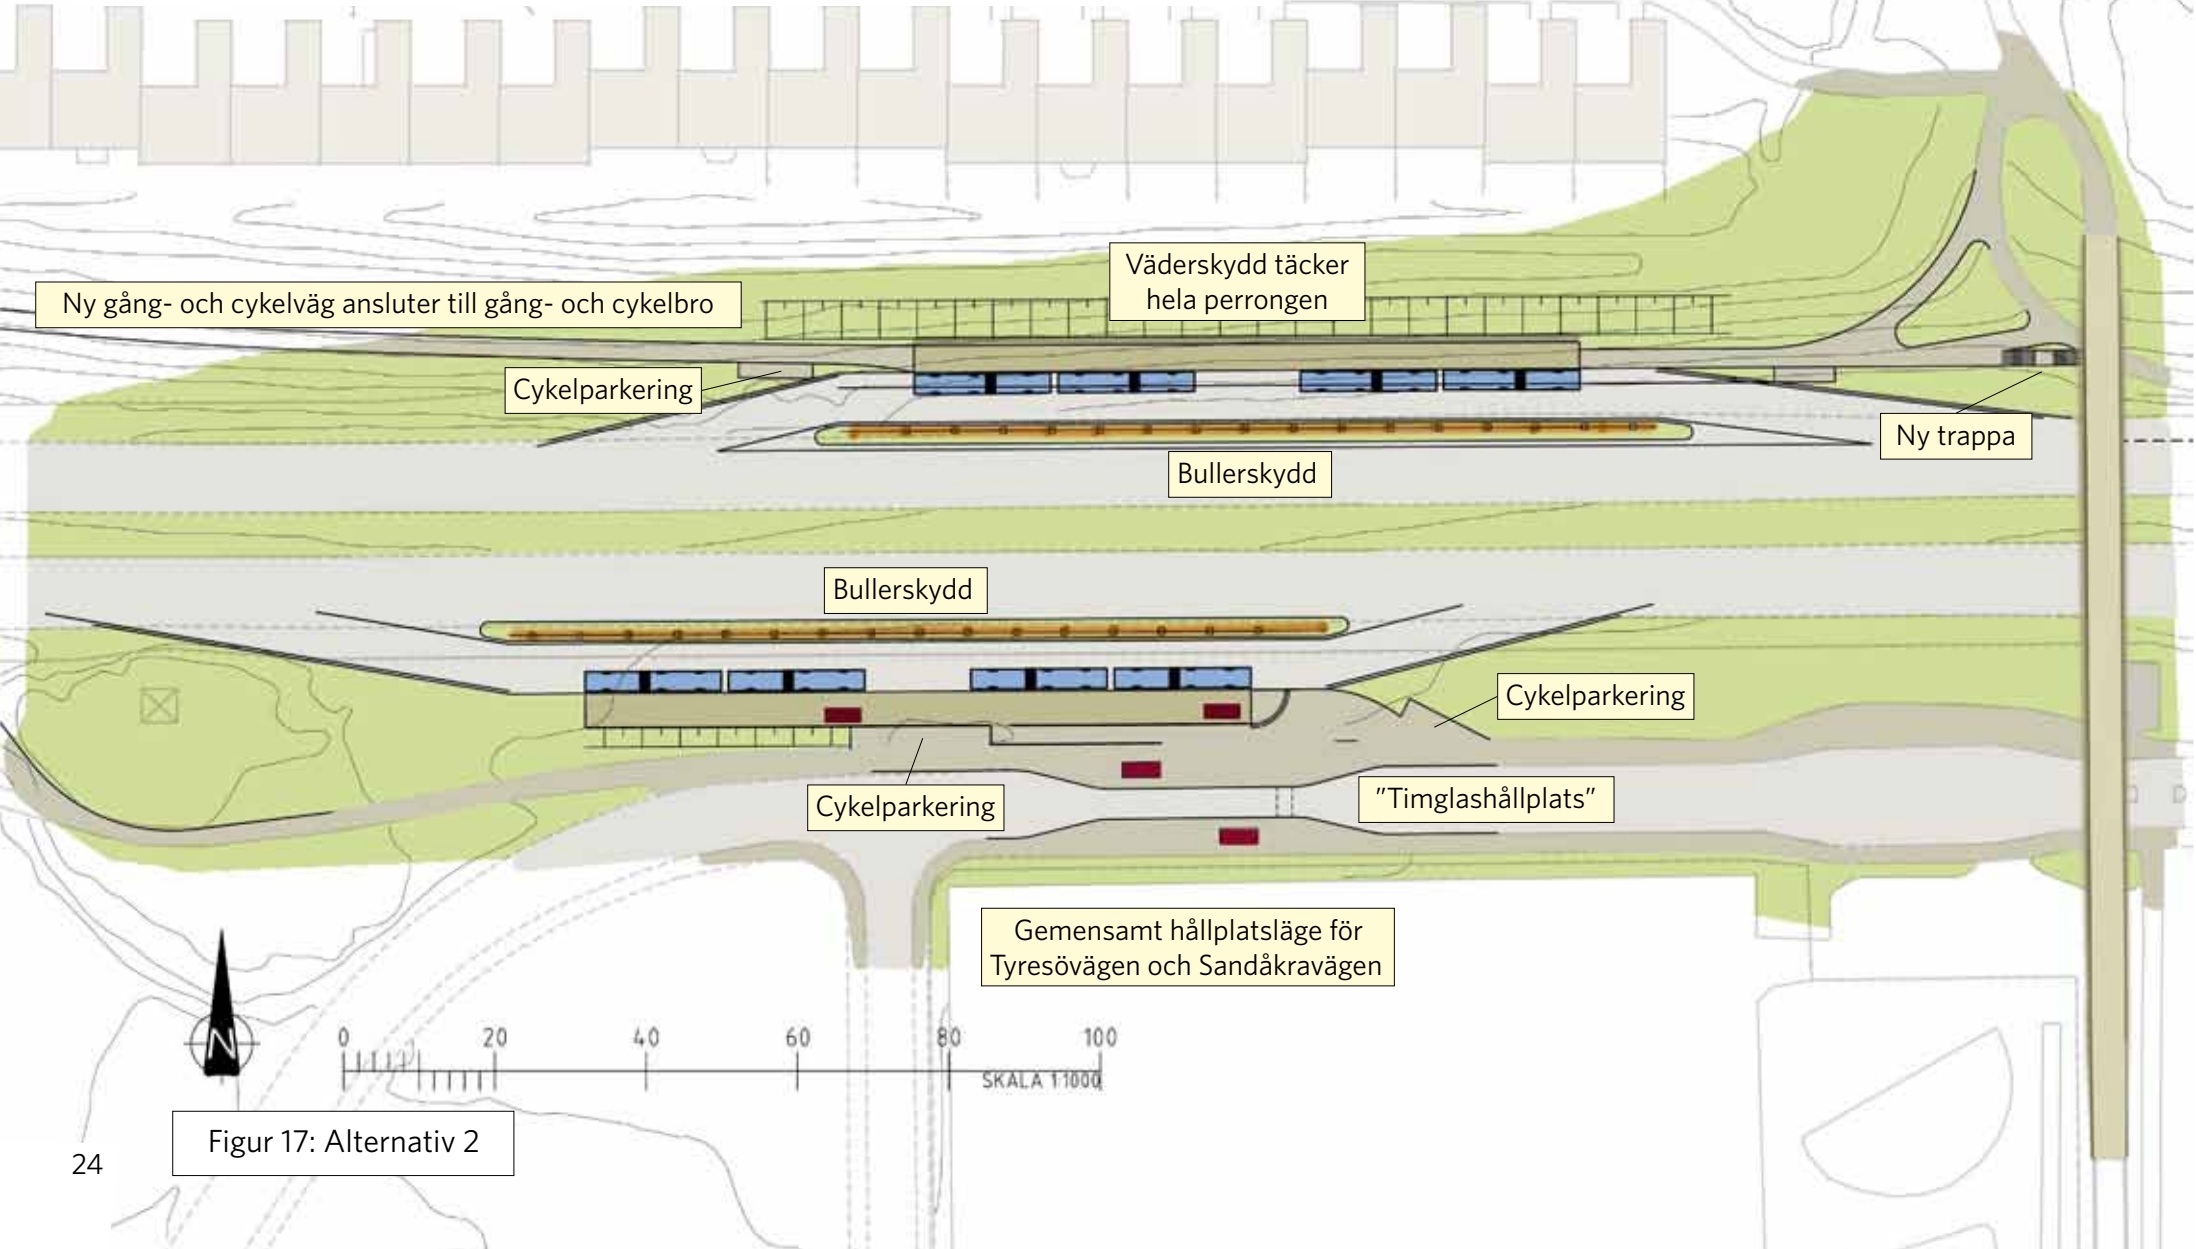 Väderskydd täcker
hela perrongen
Ny gång- och cykelväg ansluter till gång- och cykelbro
Cykelparkering
Ny trappa
Bullerskydd
Bullerskydd
Cykelparkering
Cykelparkering
”Timglashållplats”
Gemensamt hållplatsläge för
Tyresövägen och Sandåkravägen
N
0 20 40 60 80 100
SKALA 1:1000
Figur 17: Alternativ 2
24